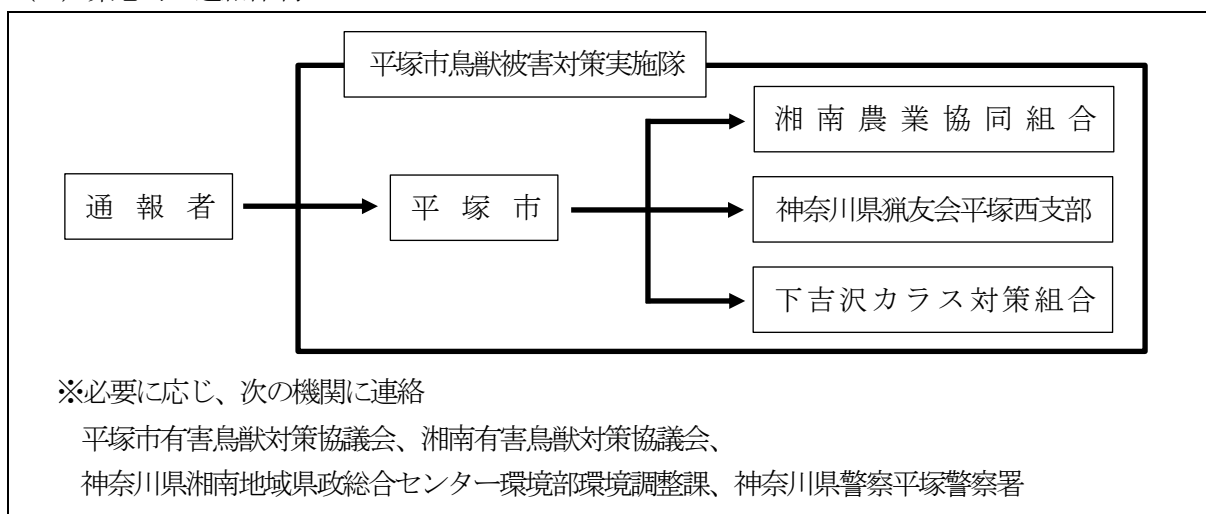 平塚市鳥獣被害対策実施隊
湘南農業協同組合
通報者
平塚市
神奈川県猟友会平塚西支部
下吉沢カラス対策組合
※必要に応じ、次の機関に連絡
平塚市有害鳥獣対策協議会、湘南有害鳥獣対策協議会、
神奈川県湘南地域県政総合センター環境部環境調整課、神奈川県警察平塚警察署